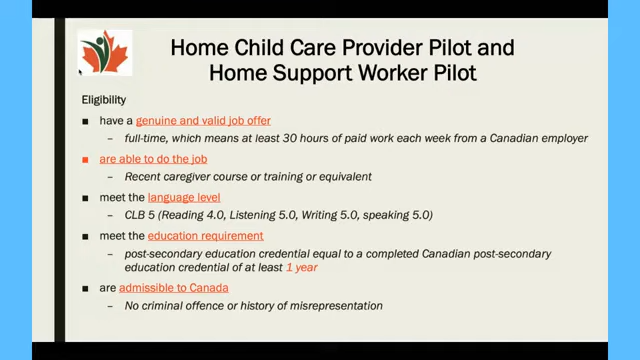 Home Child Care Provider Pilot and
Home Support Worker Pilot
Eligibility
■ have a genuine and valid job offer
– full-time, which means at least 30 hours of paid work each week from a Canadian employer
■ are able to do the job
– Recent caregiver course or training or equivalent
■ meet the language level
– CLB 5 (Reading 4.0, Listening 5.0, Writing 5.0, speaking 5.0)
■ meet the education requirement
– post-secondary education credential equal to a completed Canadian post-secondary
education credential of at least 1 year
■ are admissible to Canada
– No criminal offence or history of misrepresentation